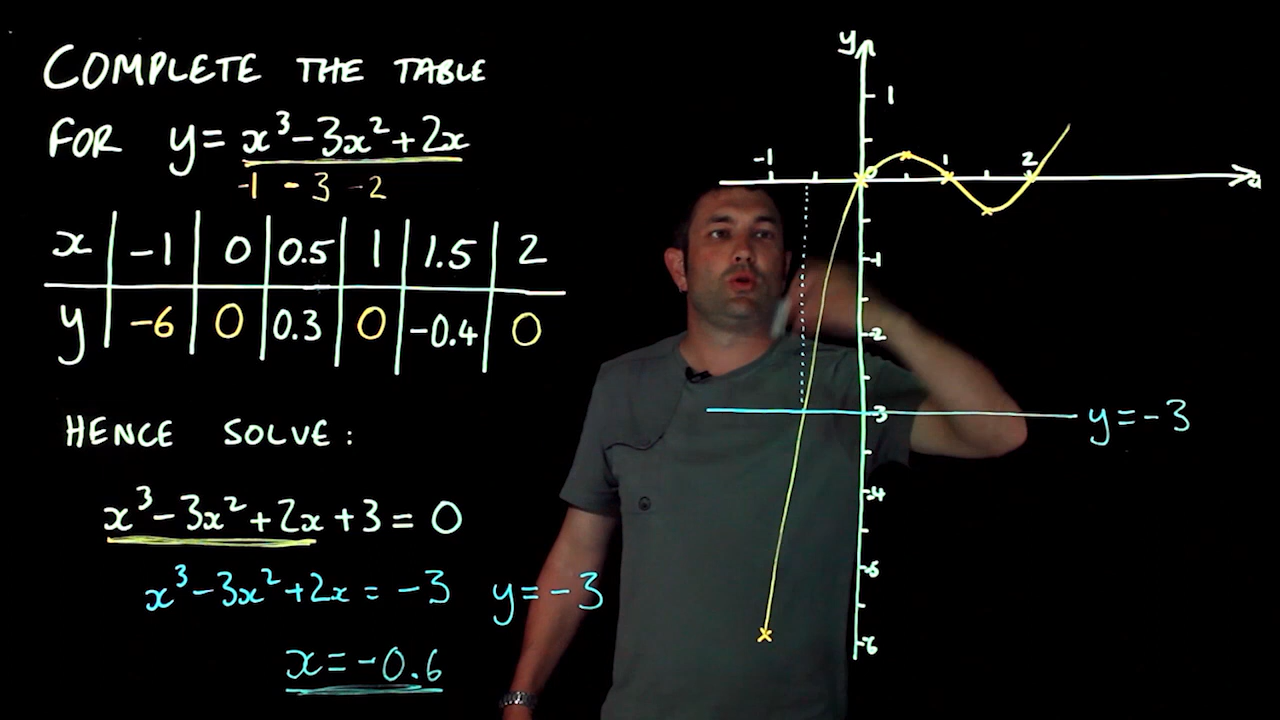 COMPLETE THE TABLE
FOR y = x³ - 3x² + 2x
-1 - 3 - 2
x | -1 | 0 | 0.5 | 1 | 1.5 | 2
y | -6 | 0 | 0.3 | 0 | -0.4 | 0
HENCE SOLVE:
x³ - 3x² + 2x + 3 = 0
x³ - 3x² + 2x = -3 y = -3
x = -0.6
y
1
-1 0 1 2
-1
-2
-3 y = -3
-4
-5
-6